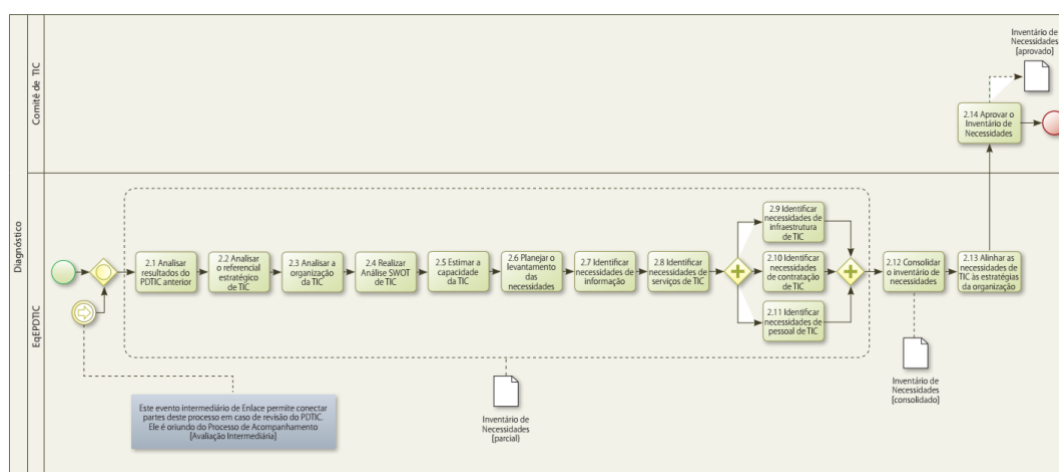 Diagnóstico
Comitê de TIC
EqEPDTIC
Inventário de
Necessidades
[aprovado]
2.14 Aprovar o
Inventário de
Necessidades
2.1 Analisar
resultados do
PDTIC anterior
2.2 Analisar
o referencial
estratégico
de TIC
2.3 Analisar a
organização
da TIC
2.4 Realizar
Análise SWOT
de TIC
2.5 Estimar a
capacidade
da TIC
2.6 Planejar o
levantamento
das
necessidades
2.7 Identificar
necessidades de
informação
2.8 Identificar
necessidades de
serviços de TIC
2.9 Identificar
necessidades de
infraestrutura
de TIC
2.10 Identificar
necessidades
de contratação
de TIC
2.11 Identificar
necessidades de
pessoal de TIC
2.12 Consolidar
o inventário de
necessidades
2.13 Alinhar as
necessidades de
TIC às estratégias
da organização
Este evento intermediário de Enlace permite conectar
partes deste processo em caso de revisão do PDTIC.
Ele é oriundo do Processo de Acompanhamento
[Avaliação Intermediária]
Inventário de
Necessidades
[parcial]
Inventário de
Necessidades
[consolidado]